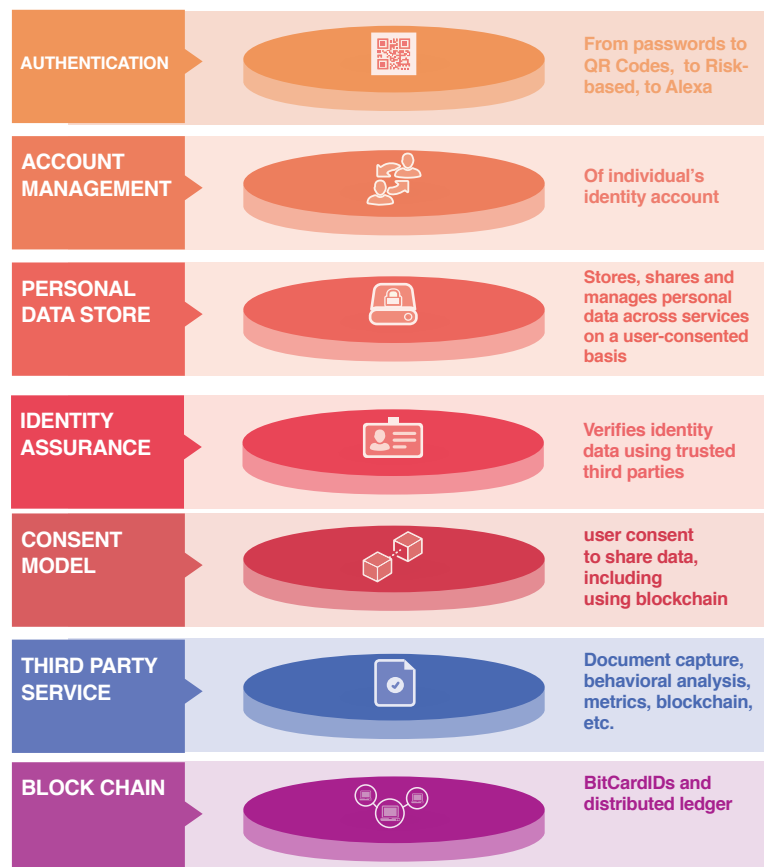 AUTHENTICATION
From passwords to
QR Codes, to Risk-
based, to Alexa
ACCOUNT
MANAGEMENT
Of individual's
identity account
PERSONAL
DATA STORE
Stores, shares and
manages personal
data across services
on a user-consented
basis
IDENTITY
ASSURANCE
Verifies identity
data using trusted
third parties
CONSENT
MODEL
user consent
to share data,
including
using blockchain
THIRD PARTY
SERVICE
Document capture,
behavioral analysis,
metrics, blockchain,
etc.
BLOCK CHAIN
BitCardIDs and
distributed ledger